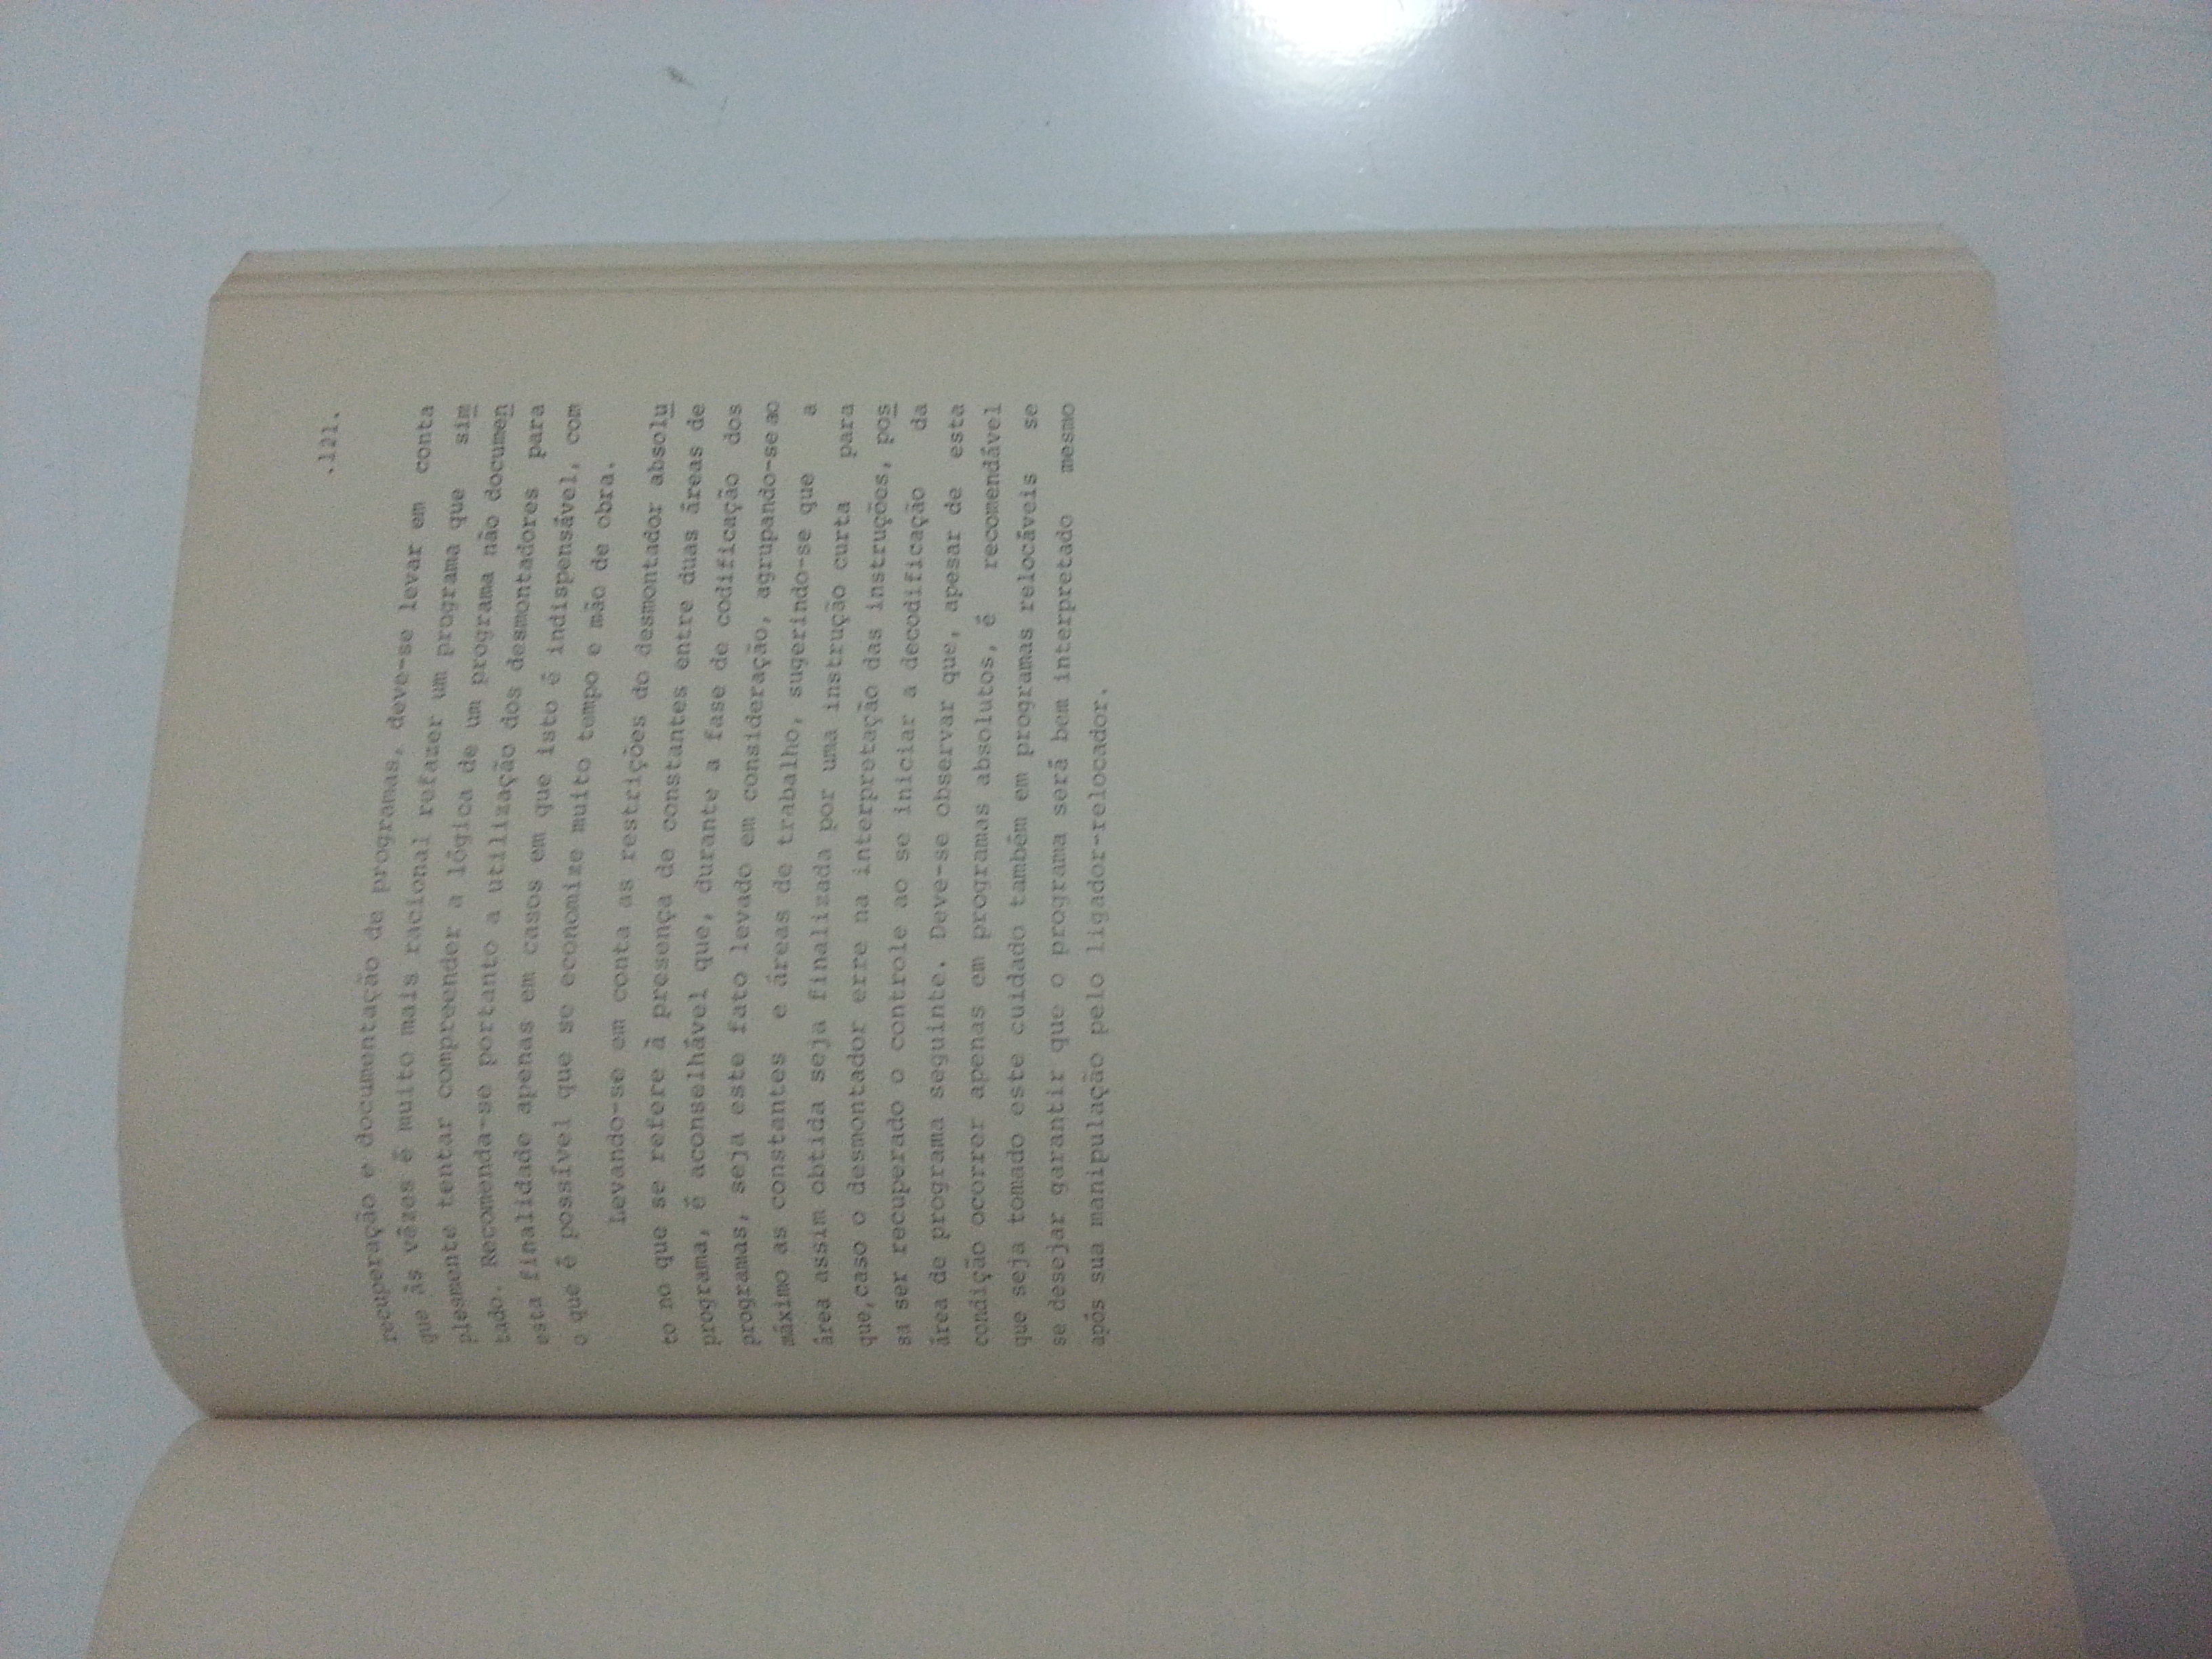 .121.
recuperação e documentação de programas, deve-se levar em conta
que às vêzes é muito mais racional refazer um programa que sim
plesmente tentar compreender a lógica de um programa não documen
tado. Recomenda-se portanto a utilização dos desmontadores para
esta finalidade apenas em casos em que isto é indispensável, com
o que é possível que se economize muito tempo e mão de obra.
Levando-se em conta as restrições do desmontador absolu
to no que se refere à presença de constantes entre duas áreas de
programa, é aconselhável que, durante a fase de codificação dos
programas, seja este fato levado em consideração, agrupando-se ao
máximo as constantes e áreas de trabalho, sugerindo-se que a
área assim obtida seja finalizada por uma instrução curta para
que, caso o desmontador erre na interpretação das instruções, pos
sa ser recuperado o controle ao se iniciar a decodificação da
área de programa seguinte. Deve-se observar que, apesar de esta
condição ocorrer apenas em programas absolutos, é recomendável
que seja tomado este cuidado também em programas relocáveis se
se desejar garantir que o programa será bem interpretado mesmo
após sua manipulação pelo ligador-relocador.